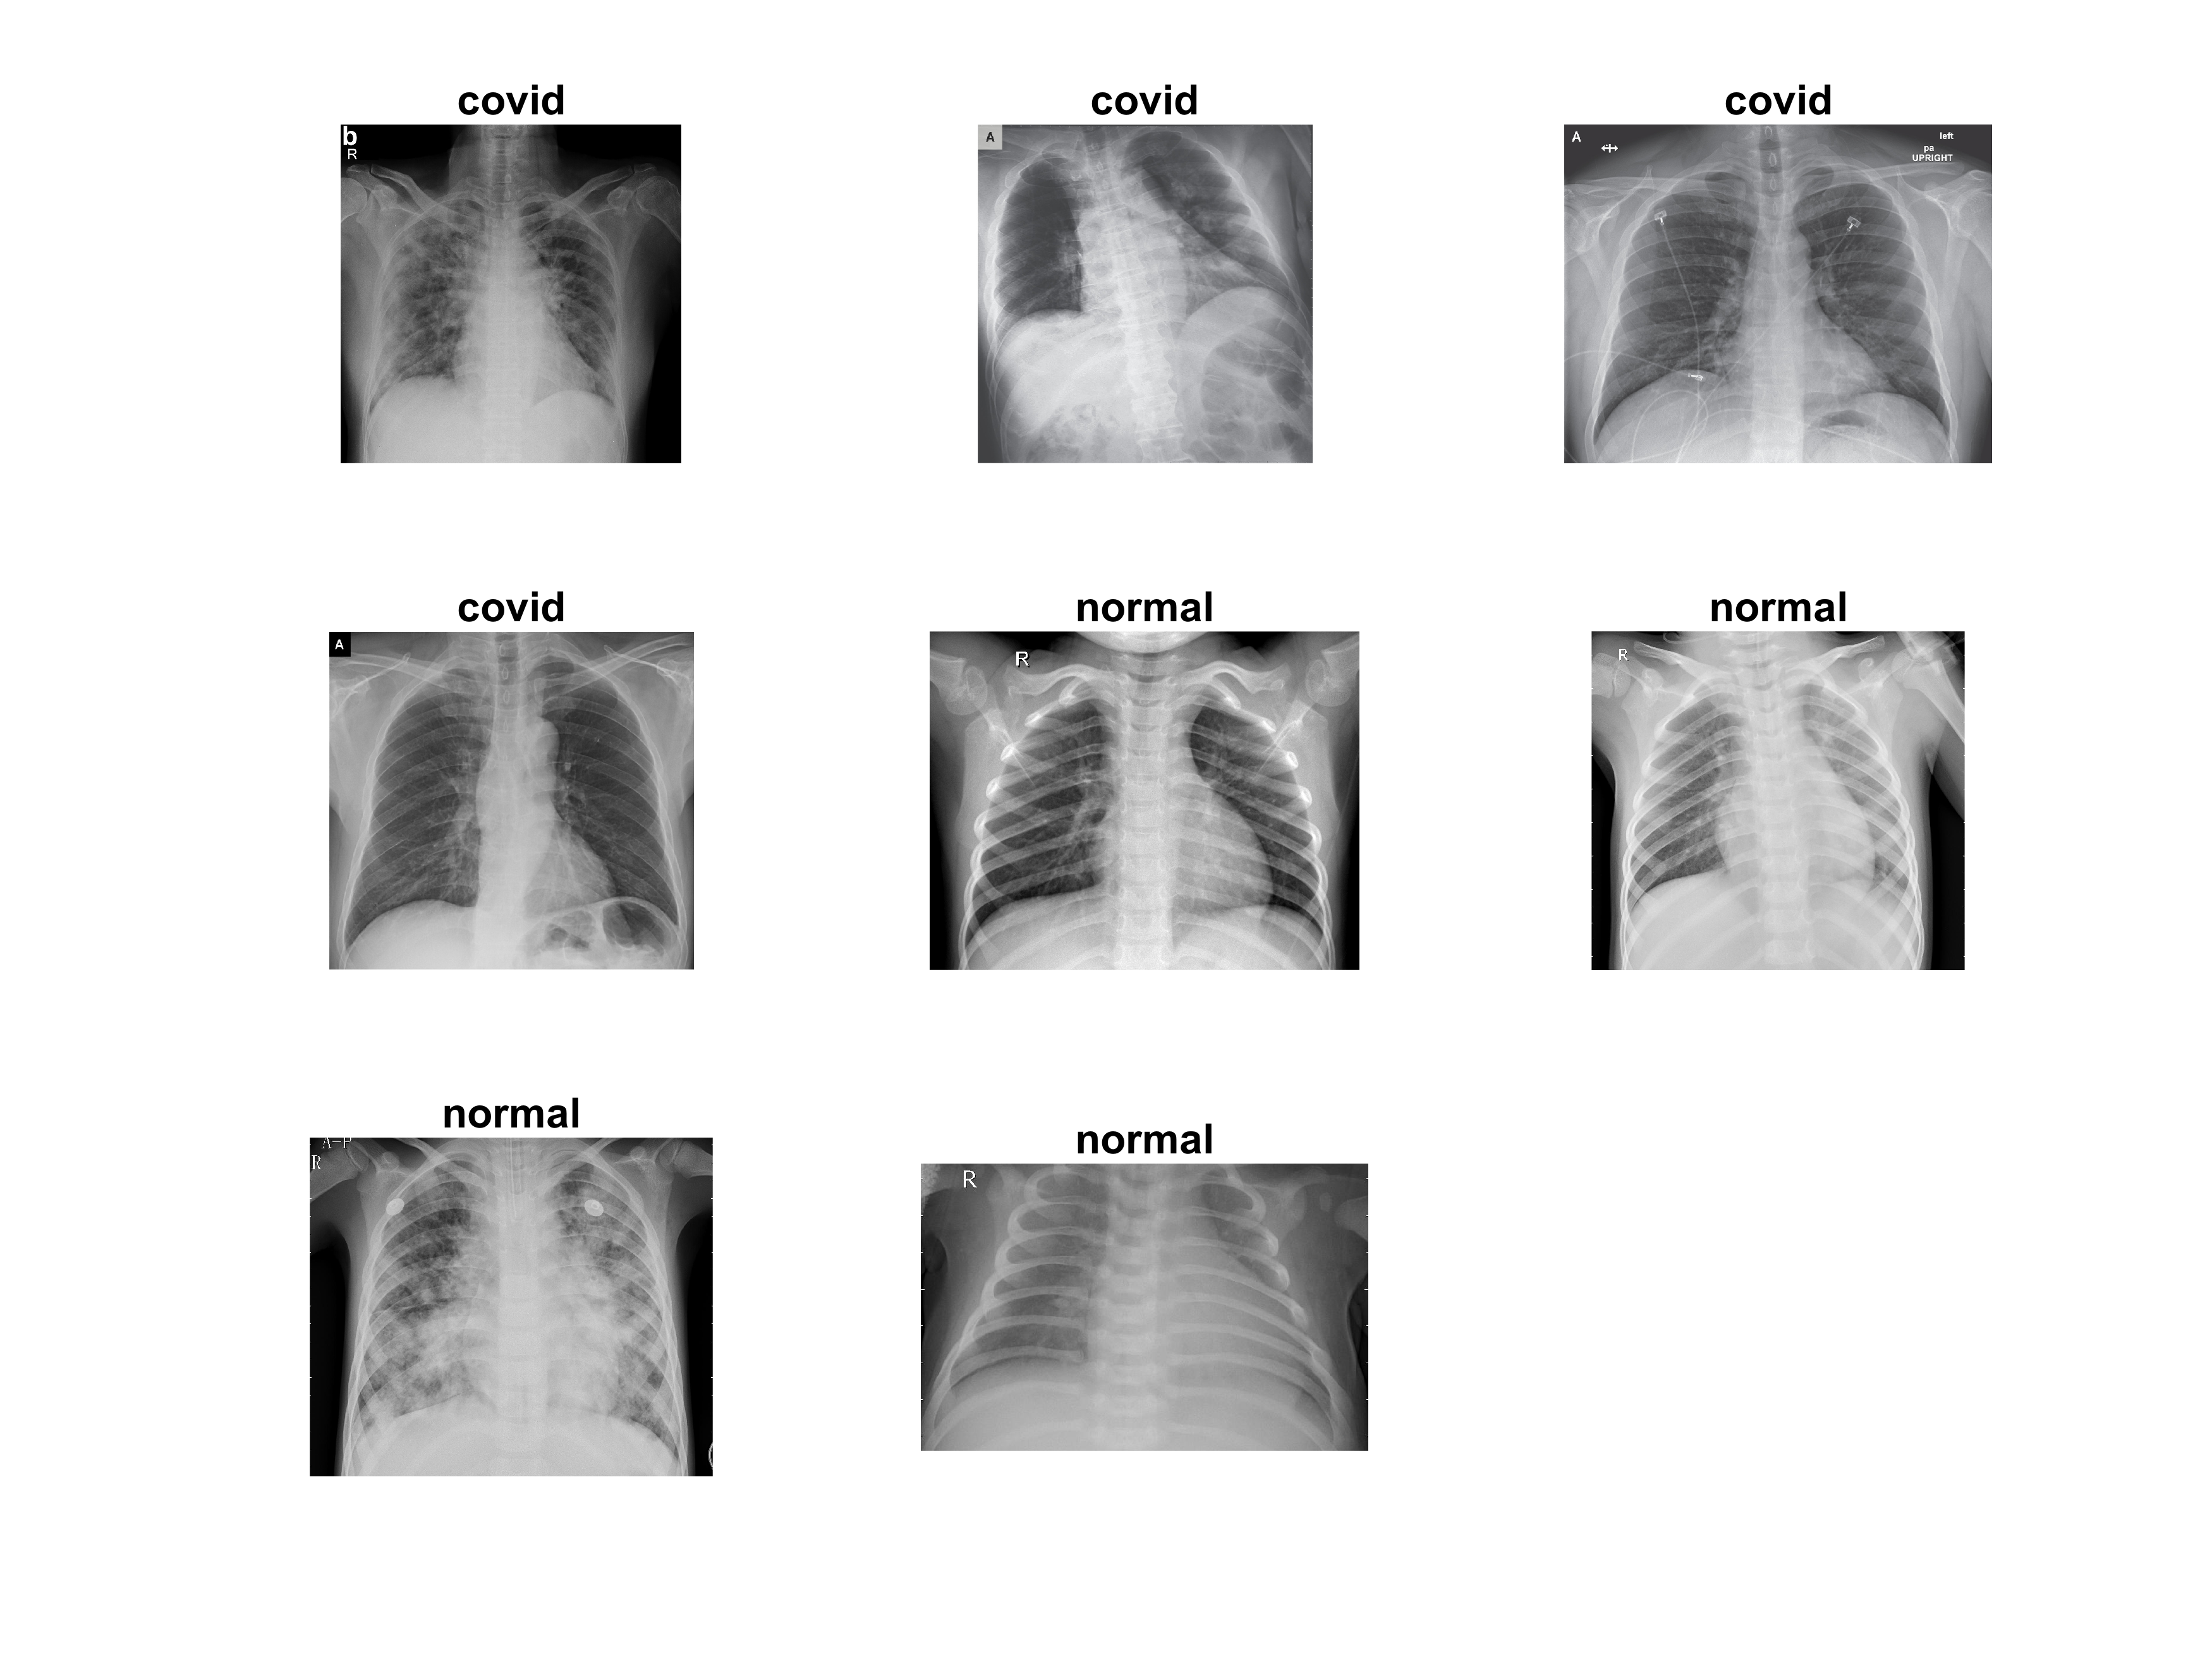 covid
covid
covid
b
R
A
A
left
pa
UPRIGHT
covid
normal
normal
A
R
R
normal
normal
A-P
R
R